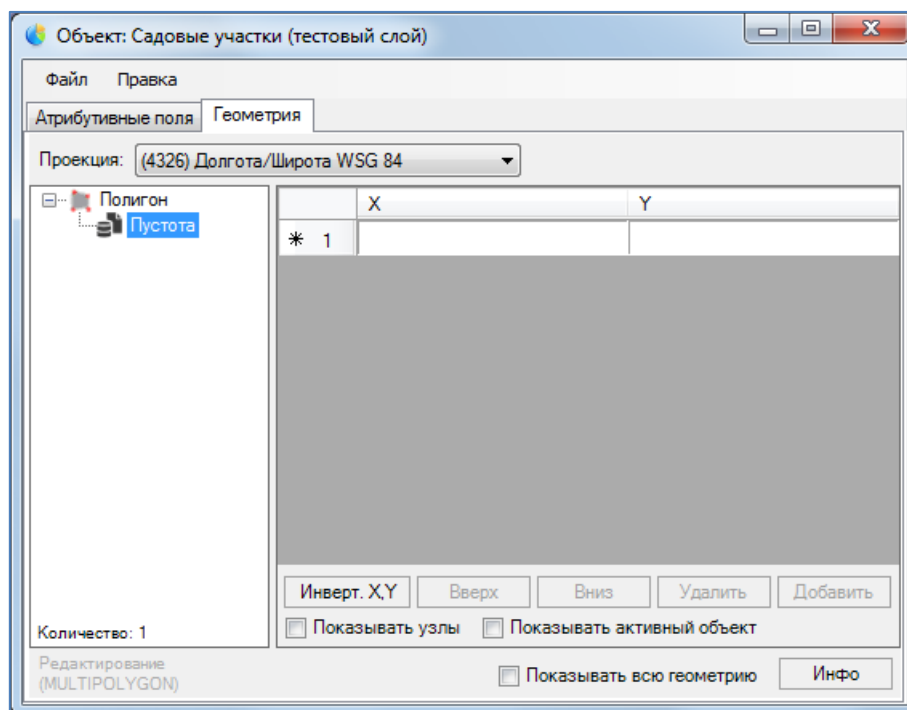 Объект: Садовые участки (тестовый слой)
Файл Правка
Атрибутивные поля Геометрия
Проекция: (4326) Долгота/Широта WSG 84
Полигон
Пустота
X Y
1
Инверт. X,Y Вверх Вниз Удалить Добавить
Показывать узлы Показывать активный объект
Количество: 1
Редактирование
(MULTIPOLYGON)
Показывать всю геометрию Инфо